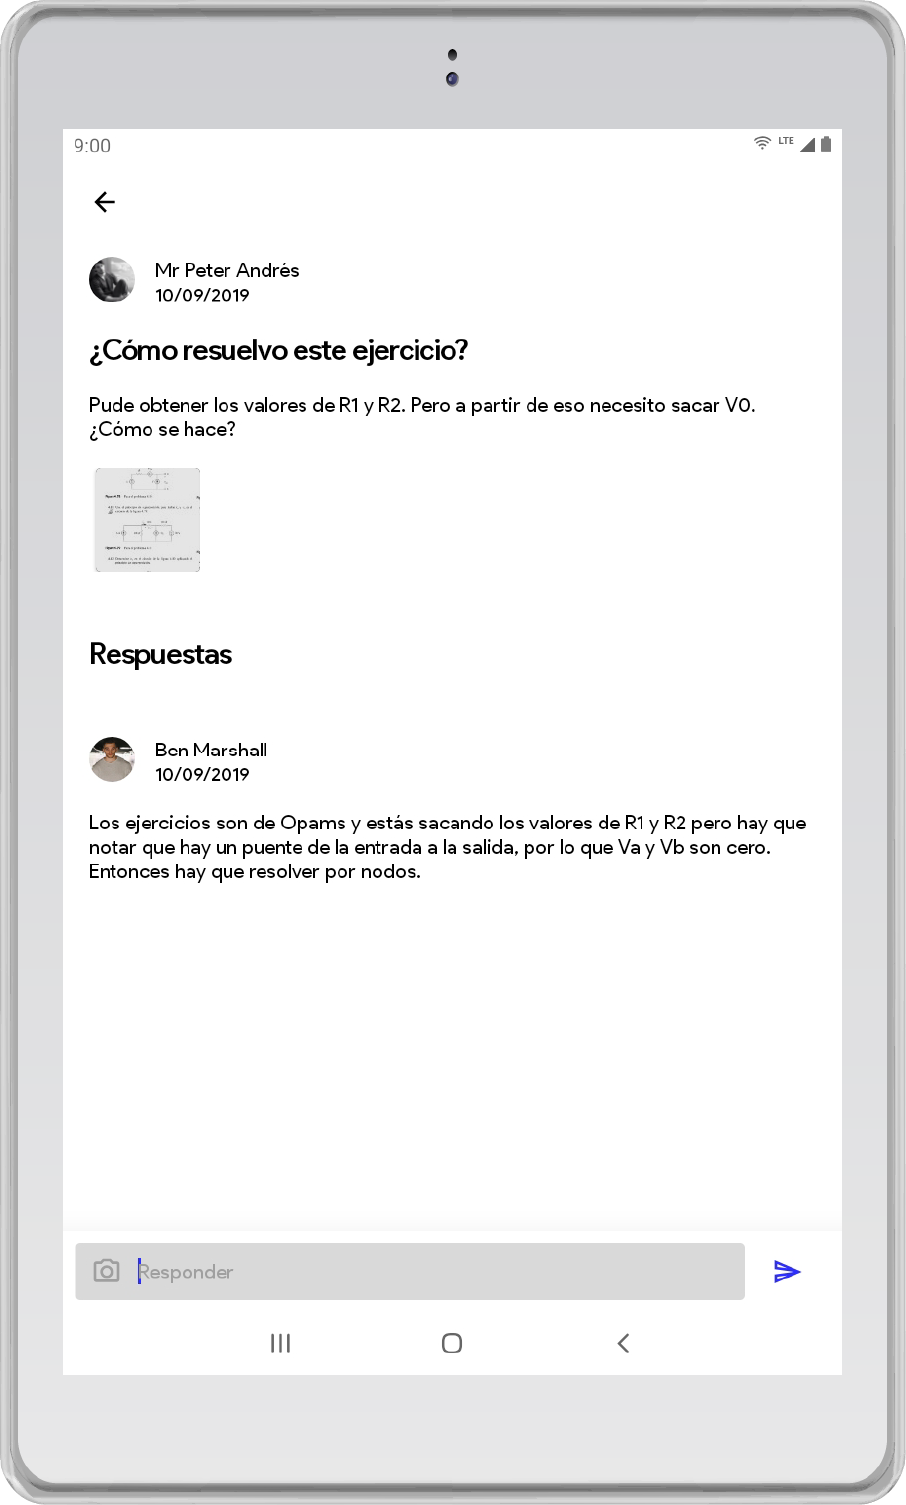 9:00
LTE
Mr Peter Andrés
10/09/2019
¿Cómo resuelvo este ejercicio?
Pude obtener los valores de R1 y R2. Pero a partir de eso necesito sacar V0.
¿Cómo se hace?
Respuestas
Ben Marshall
10/09/2019
Los ejercicios son de Opams y estás sacando los valores de R1 y R2 pero hay que
notar que hay un puente de la entrada a la salida, por lo que Va y Vb son cero.
Entonces hay que resolver por nodos.
Responder